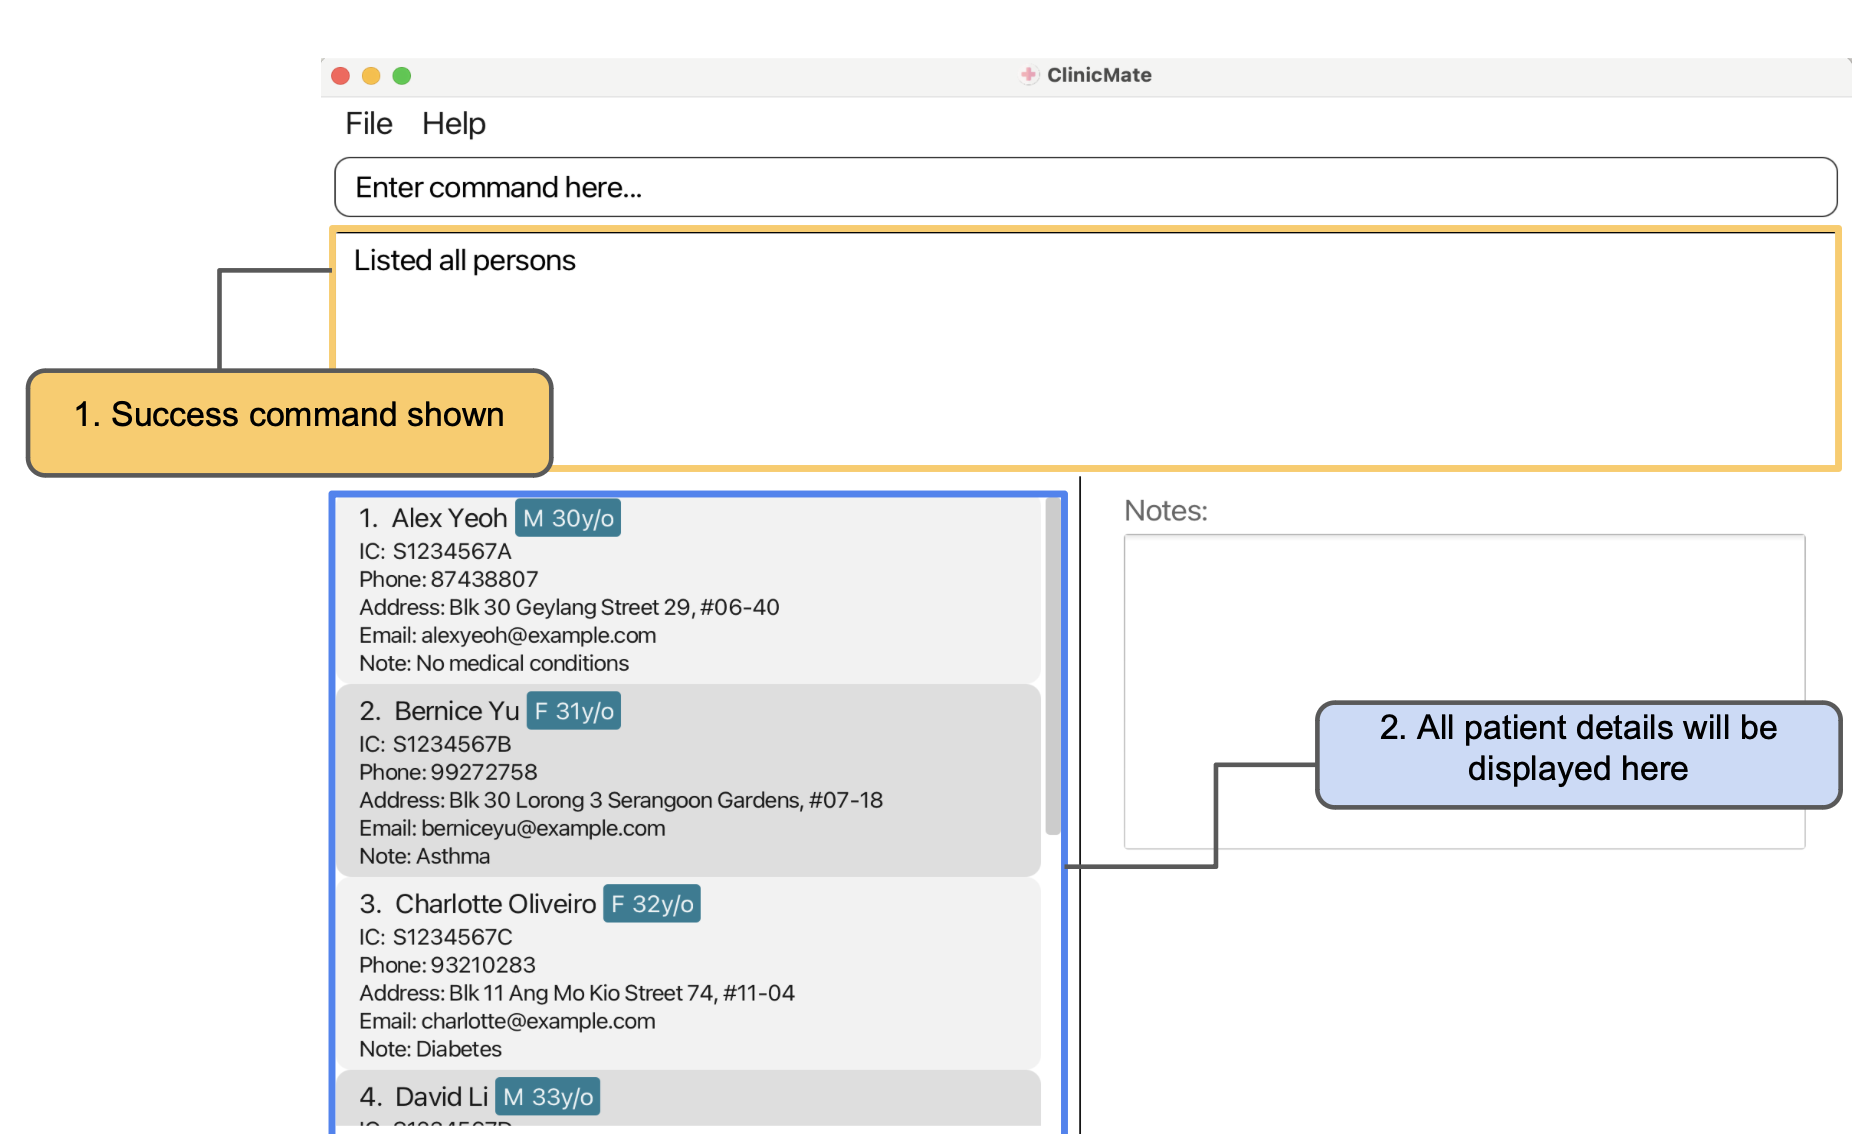 ClinicMate
File Help
Enter command here...
Listed all persons
1. Success command shown
1. Alex Yeoh M 30y/o
IC: S1234567A
Phone: 87438807
Address: Blk 30 Geylang Street 29, #06-40
Email: alexyeoh@example.com
Note: No medical conditions
2. Bernice Yu F 31y/o
IC: S1234567B
Phone: 99272758
Address: Blk 30 Lorong 3 Serangoon Gardens, #07-18
Email: berniceyu@example.com
Note: Asthma
3. Charlotte Oliveiro F 32y/o
IC: S1234567C
Phone: 93210283
Address: Blk 11 Ang Mo Kio Street 74, #11-04
Email: charlotte@example.com
Note: Diabetes
4. David Li M 33y/o
Notes:
2. All patient details will be
displayed here